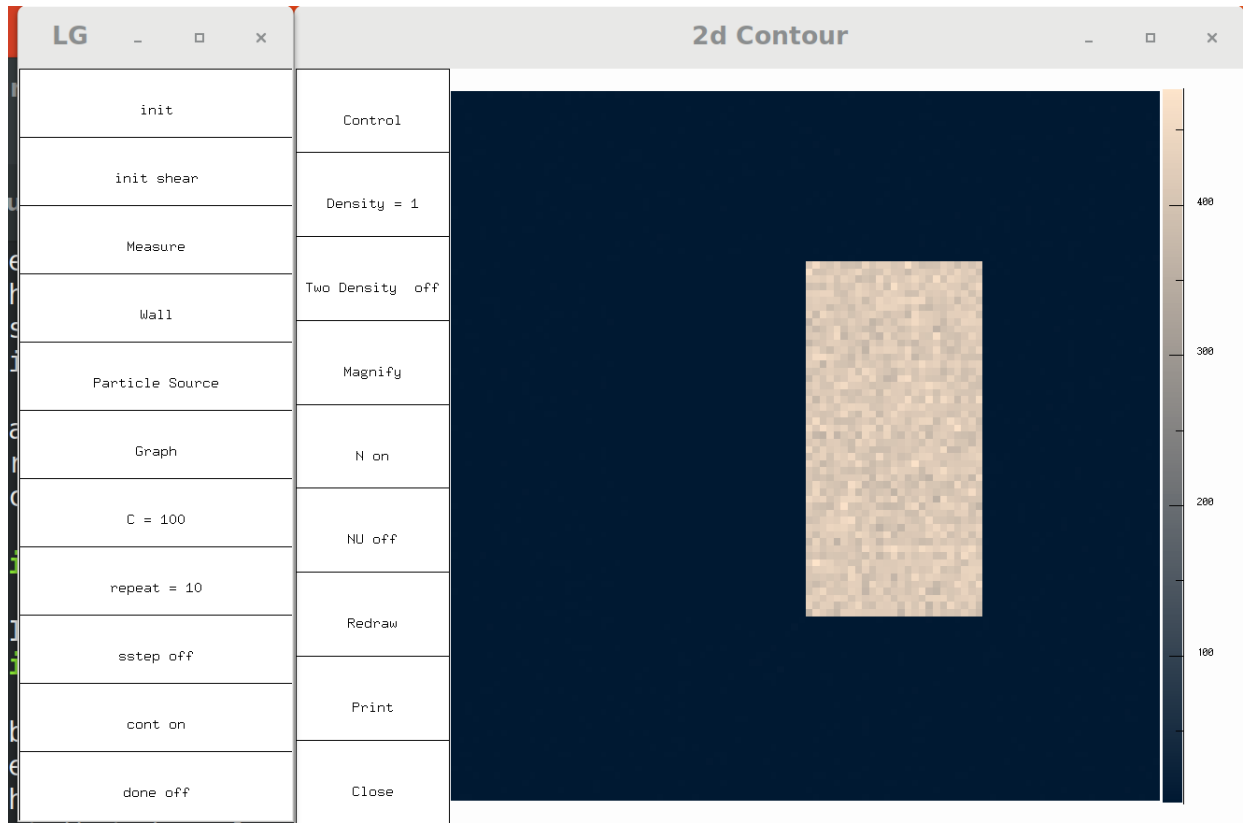 LG
init
init shear
Measure
Wall
Particle Source
Graph
C = 100
repeat = 10
sstep off
cont on
done off
2d Contour
Control
Density = 1
Two Density off
Magnify
N on
NU off
Redraw
Print
Close
400
300
200
100